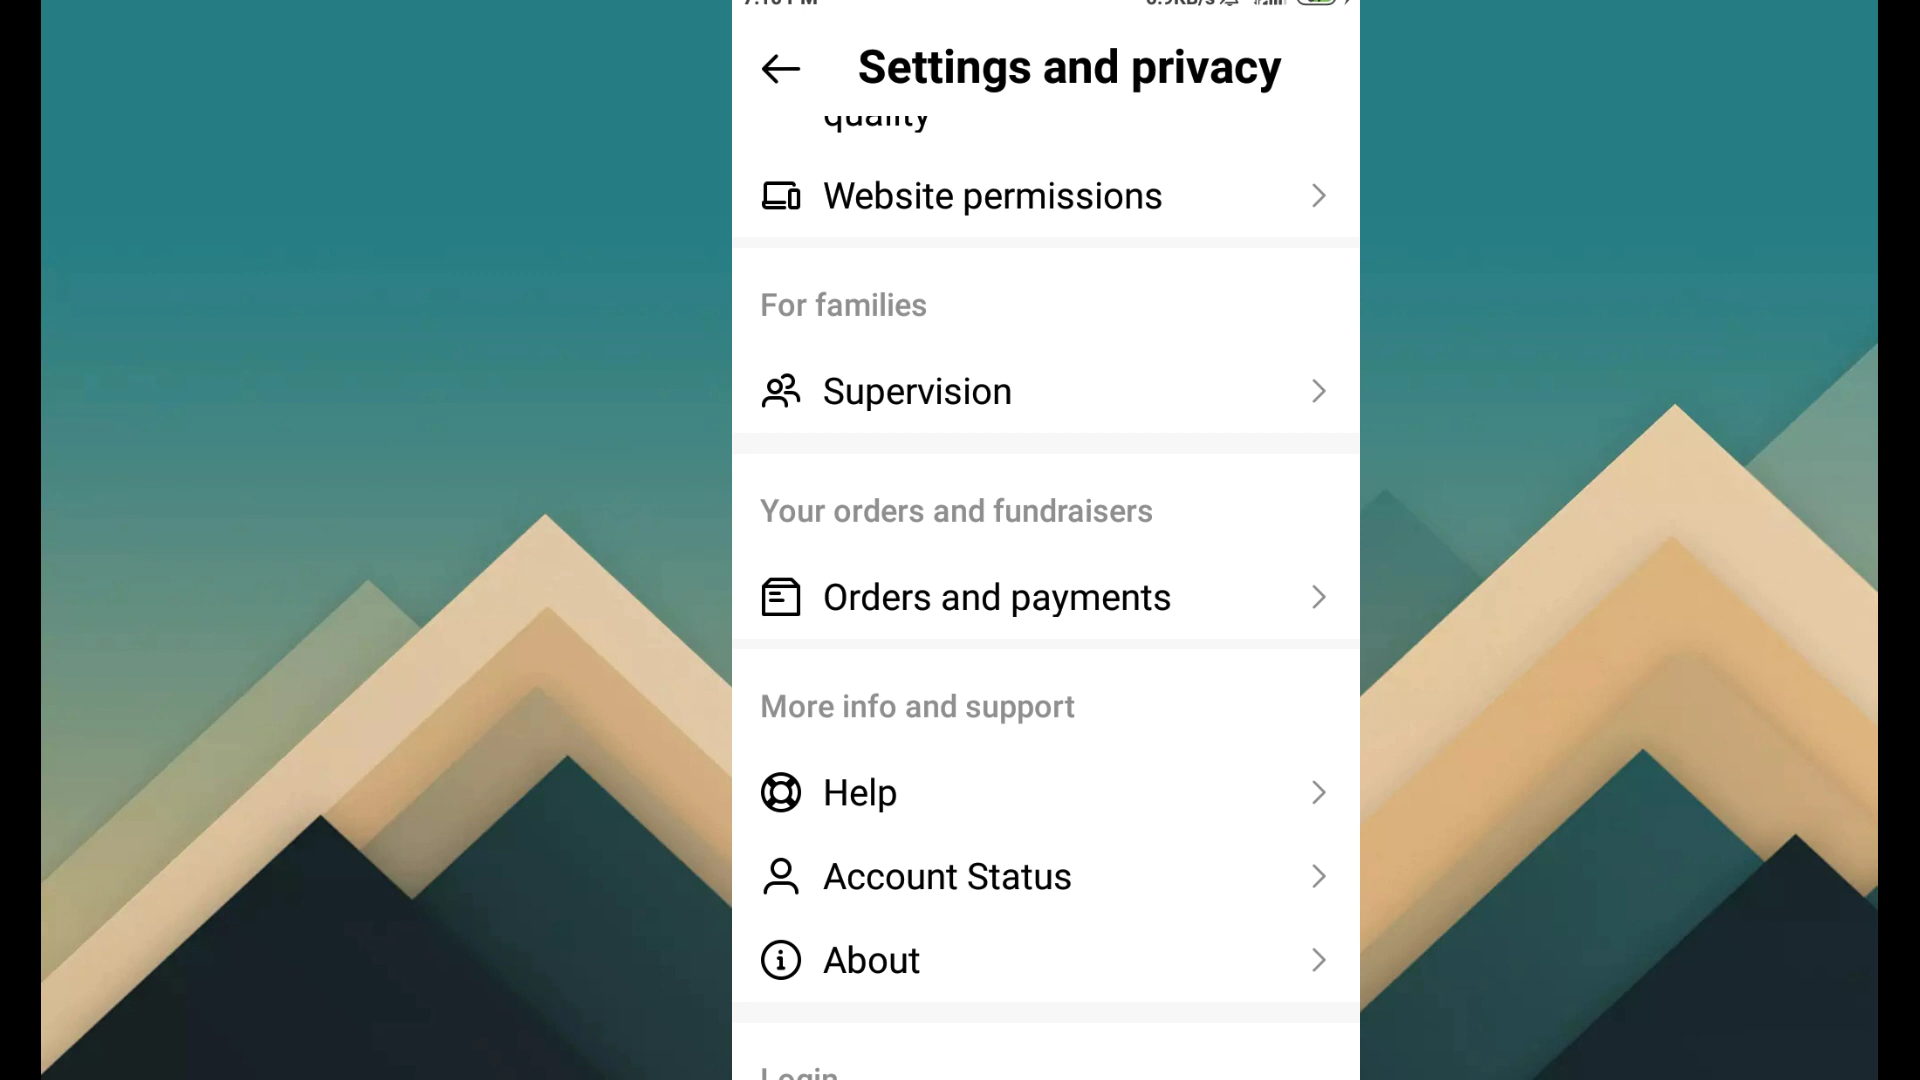 Settings and privacy
quality
Website permissions
For families
Supervision
Your orders and fundraisers
Orders and payments
More info and support
Help
Account Status
About
Login